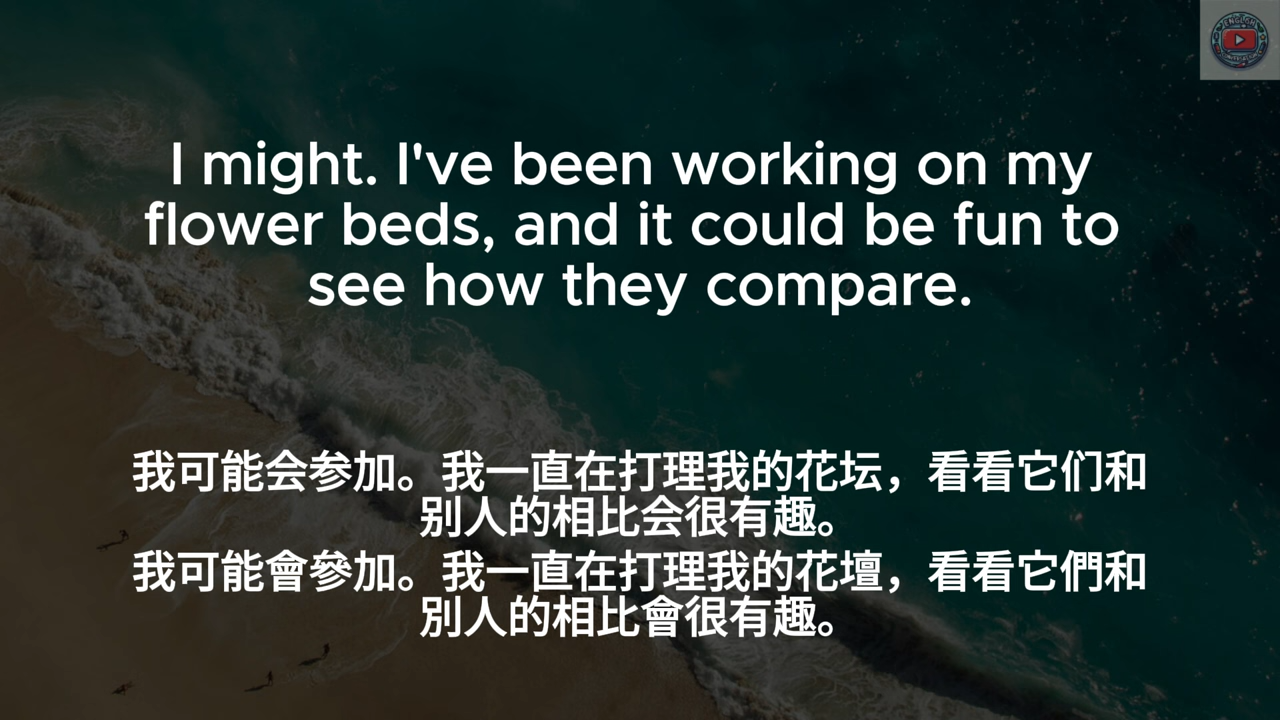 I might. I've been working on my
flower beds, and it could be fun to
see how they compare.
我可能会参加。我一直在打理我的花坛，看看它们和
别人的相比会很有趣。
我可能會參加。我一直在打理我的花壇，看看它們和
別人的相比會很有趣。